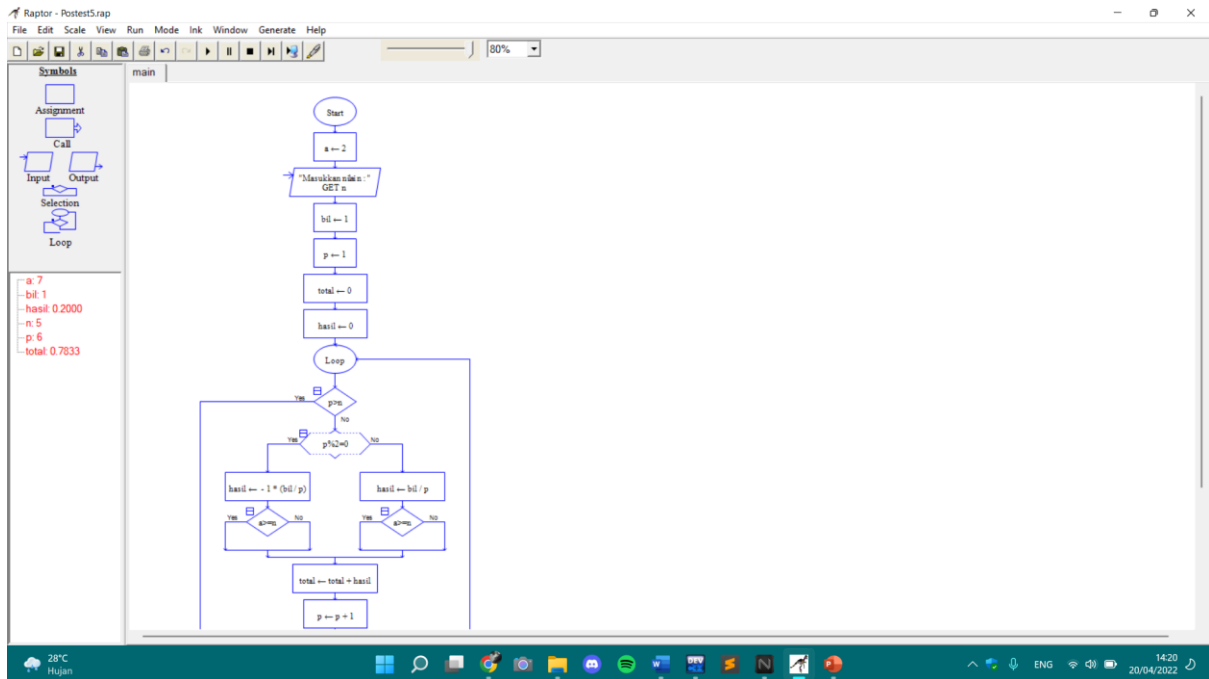 Raptor - Postest5.rap
File Edit Scale View Run Mode Ink Window Generate Help
80%
Symbols
main
Assignment
Call
Input Output
Selection
Loop
a: 7
bil: 1
hasil: 0.2000
n: 5
p: 6
total: 0.7833
Start
a ← 2
"Masukkan nilai n : "
GET n
bil ← 1
p ← 1
total ← 0
hasil ← 0
Loop
Yes p>n
No
Yes p%2=0 No
hasil ← - 1 * (bil / p) hasil ← bil / p
Yes a>=n No Yes a>=n No
total ← total + hasil
p ← p + 1
28°C
Hujan
ENG
14:20
20/04/2022